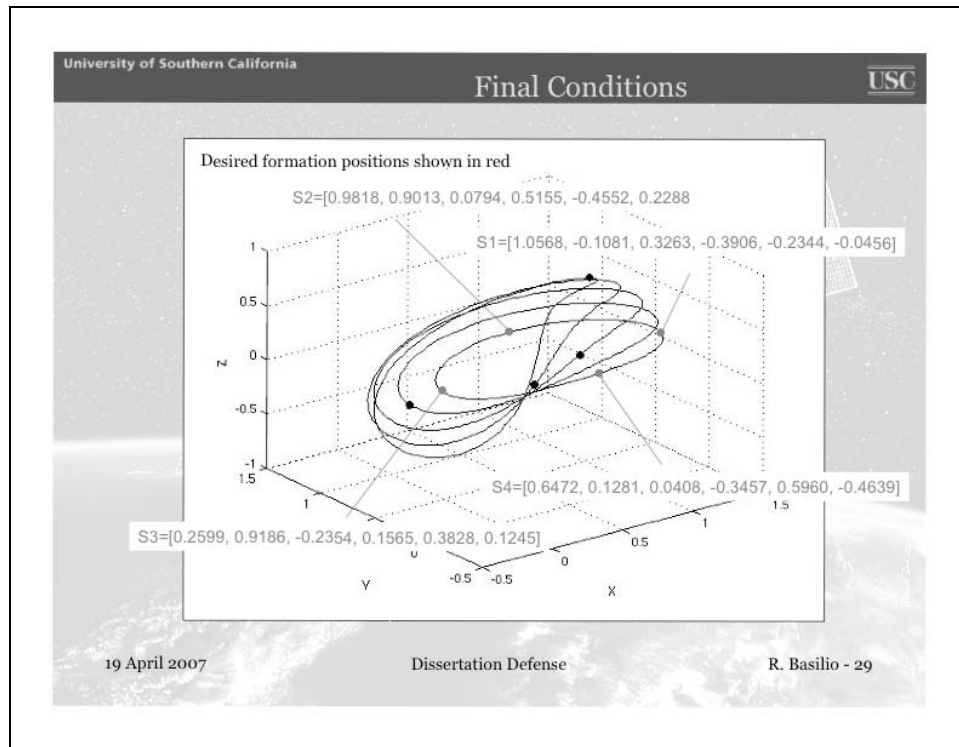 University of Southern California
Final Conditions
USC
Desired formation positions shown in red
S2=[0.9818, 0.9013, 0.0794, 0.5155, -0.4552, 0.2288
S1=[1.0568, -0.1081, 0.3263, -0.3906, -0.2344, -0.0456]
1
0.5
0
-0.5
-1
Z
1.5
1
0
-0.5
Y
S4=[0.6472, 0.1281, 0.0408, -0.3457, 0.5960, -0.4639]
S3=[0.2599, 0.9186, -0.2354, 0.1565, 0.3828, 0.1245]
-0.5
0
0.5
1
1.5
X
19 April 2007
Dissertation Defense
R. Basilio - 29